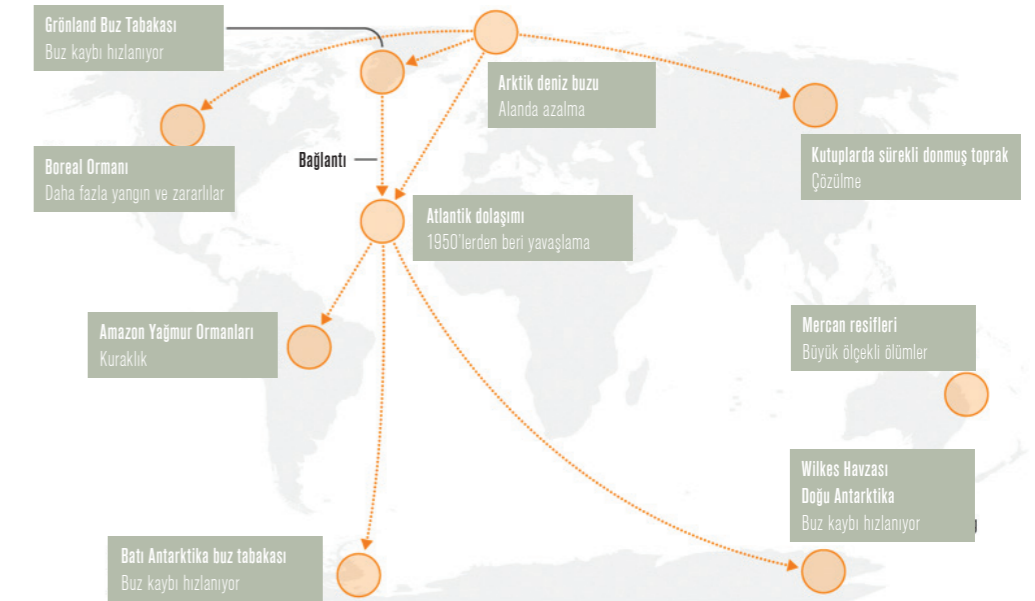 Grönland Buz Tabakası
Buz kaybı hızlanıyor
Arktik deniz buzu
Alanda azalma
Boreal Ormanı
Daha fazla yangın ve zararlılar
Bağlantı
Kutuplarda sürekli donmuş toprak
Çözülme
Atlantik dolaşımı
1950'lerden beri yavaşlama
Amazon Yağmur Ormanları
Kuraklık
Mercan resifleri
Büyük ölçekli ölümler
Wilkes Havzası
Doğu Antarktika
Buz kaybı hızlanıyor
Batı Antarktika buz tabakası
Buz kaybı hızlanıyor